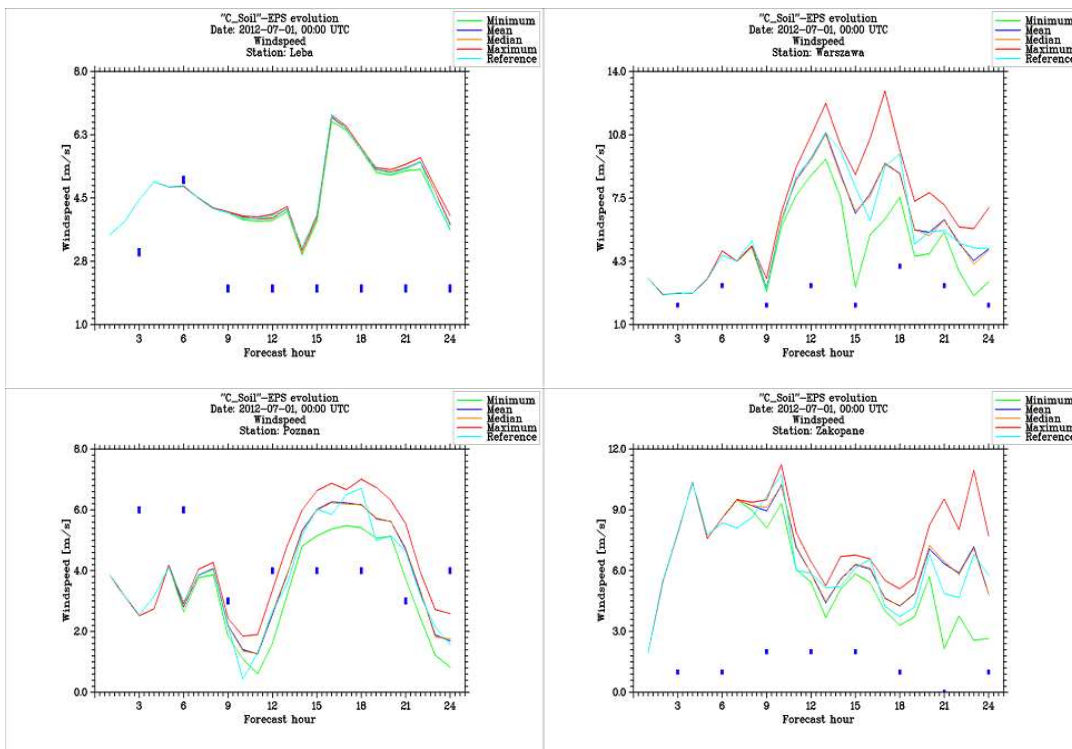 "C_Soil"-EPS evolution
Date: 2012-07-01, 00:00 UTC
Windspeed
Station: Leba
Minimum
Mean
Median
Maximum
Reference
8.0
6.3
4.5
2.8
1.0
Windspeed [m/s]
3 6 9 12 15 18 21 24
Forecast hour
"C_Soil"-EPS evolution
Date: 2012-07-01, 00:00 UTC
Windspeed
Station: Warszawa
Minimum
Mean
Median
Maximum
Reference
14.0
10.8
7.5
4.3
1.0
Windspeed [m/s]
3 6 9 12 15 18 21 24
Forecast hour
"C_Soil"-EPS evolution
Date: 2012-07-01, 00:00 UTC
Windspeed
Station: Poznan
Minimum
Mean
Median
Maximum
Reference
8.0
6.0
4.0
2.0
0.0
Windspeed [m/s]
3 6 9 12 15 18 21 24
Forecast hour
"C_Soil"-EPS evolution
Date: 2012-07-01, 00:00 UTC
Windspeed
Station: Zakopane
Minimum
Mean
Median
Maximum
Reference
12.0
9.0
6.0
3.0
0.0
Windspeed [m/s]
3 6 9 12 15 18 21 24
Forecast hour